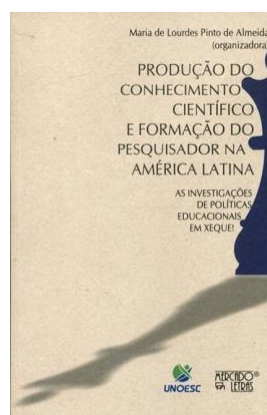 Maria de Lourdes Pinto de Almeida
(organizadora)
PRODUÇÃO DO
CONHECIMENTO
CIENTÍFICO
E FORMAÇÃO DO
PESQUISADOR NA
AMÉRICA LATINA
AS INVESTIGAÇÕES
DE POLÍTICAS
EDUCACIONAIS
EM XEQUE!
UNOESC
MERCADO
LETRAS